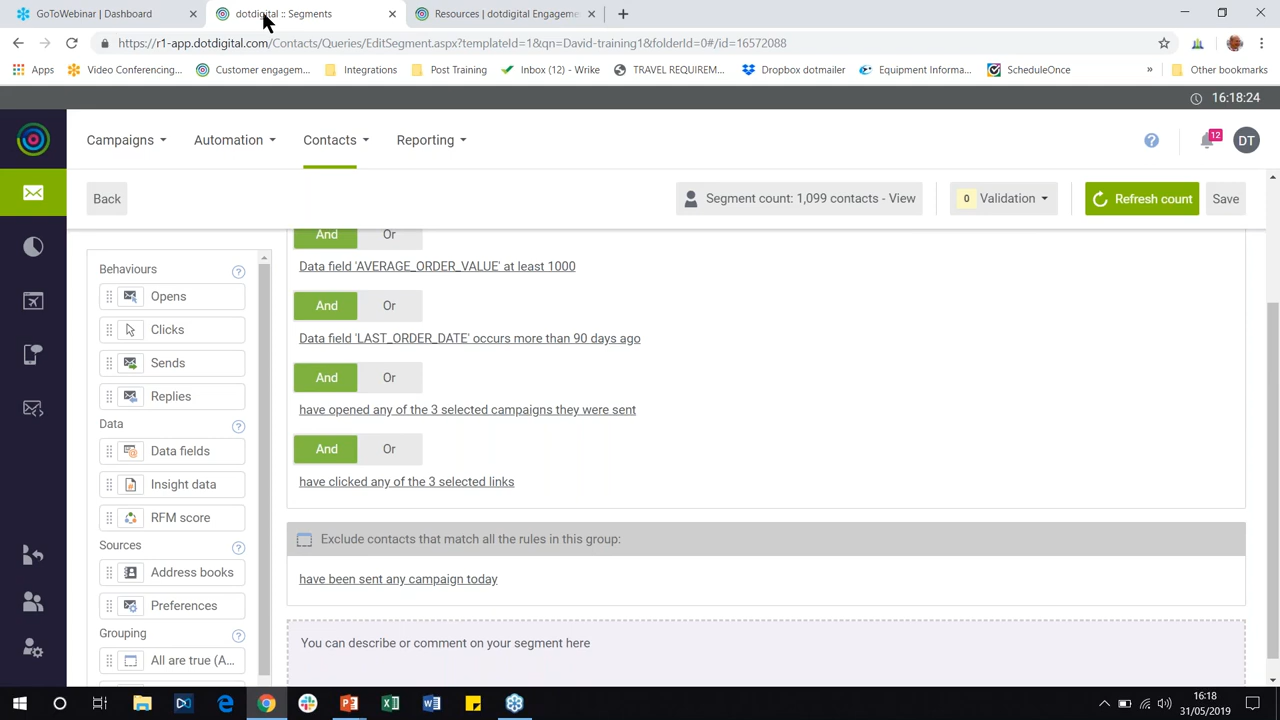 GoToWebinar | Dashboard
dotdigital :: Segments
Resources | dotdigital Engageme
https://r1-app.dotdigital.com/Contacts/Queries/EditSegment.aspx?templateId=1&qn=David-training1&folderId=0#/id=16572088
Apps
Video Conferencing...
Customer engagem...
Integrations
Post Training
Inbox (12) - Wrike
TRAVEL REQUIREM...
Dropbox dotmailer
Equipment Informa...
ScheduleOnce
»
Other bookmarks
16:18:24
Campaigns
Automation
Contacts
Reporting
?
12
DT
Back
Segment count: 1,099 contacts - View
0 Validation
Refresh count
Save
And Or
Data field 'AVERAGE_ORDER_VALUE' at least 1000
And Or
Data field 'LAST_ORDER_DATE' occurs more than 90 days ago
And Or
have opened any of the 3 selected campaigns they were sent
And Or
have clicked any of the 3 selected links
Exclude contacts that match all the rules in this group:
have been sent any campaign today
You can describe or comment on your segment here
Behaviours ?
Opens
Clicks
Sends
Replies
Data ?
Data fields
Insight data
RFM score
Sources ?
Address books
Preferences
Grouping ?
All are true (A...
16:18
31/05/2019